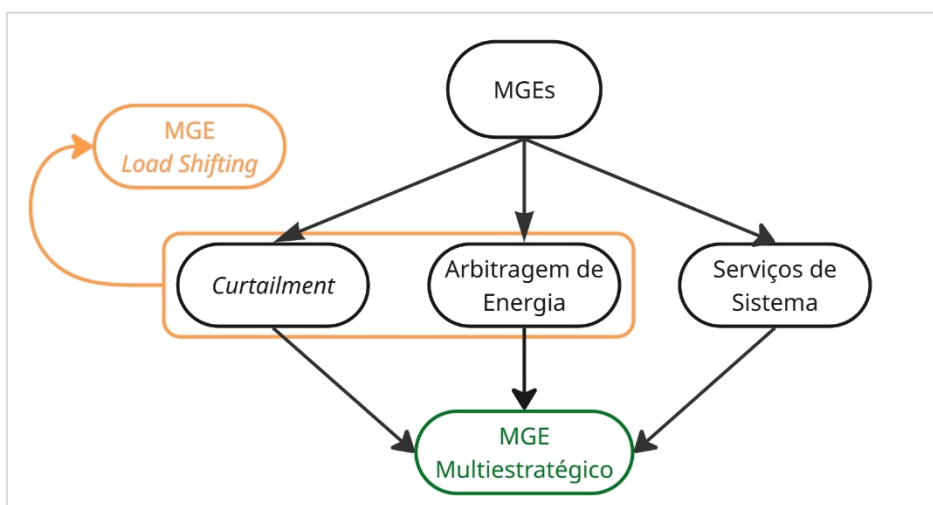 MGEs
MGE
Load Shifting
Curtailment
Arbitragem de
Energia
Serviços de
Sistema
MGE
Multiestratégico